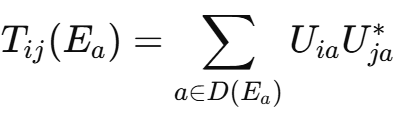 T_{ij}(E_a) = \sum_{a \in D(E_a)} U_{ia} U_{ja}^*